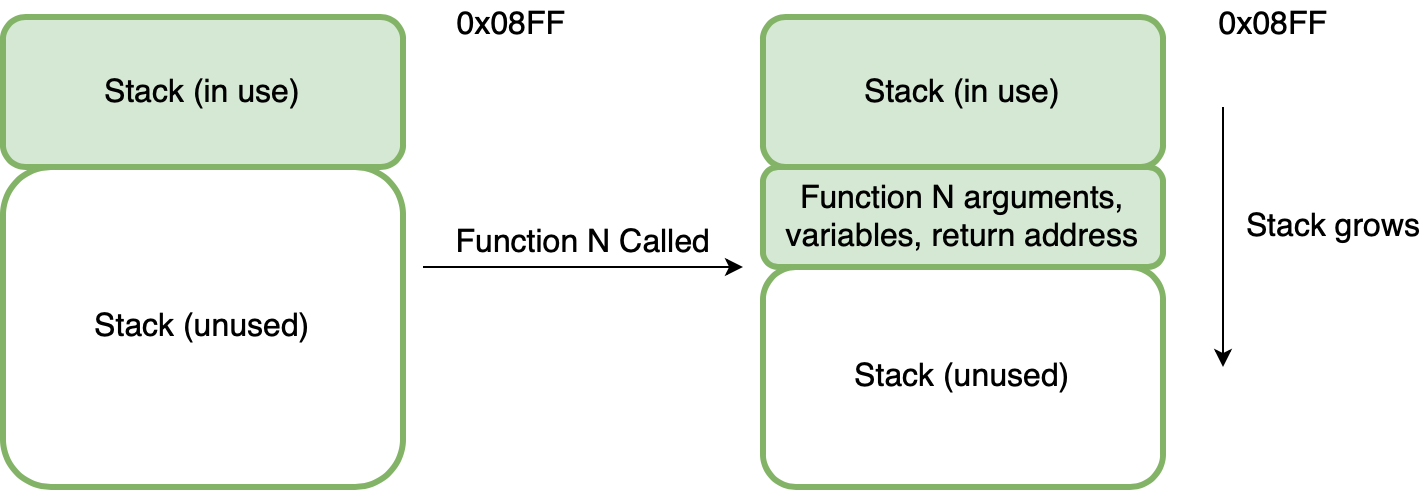 0x08FF
Stack (in use)
Stack (unused)
Function N Called
0x08FF
Stack (in use)
Function N arguments,
variables, return address
Stack (unused)
Stack grows